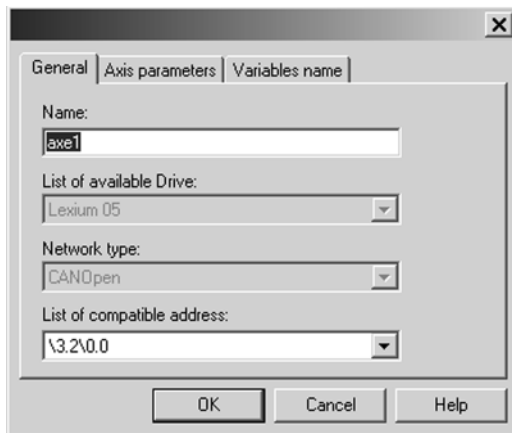 General Axis parameters Variables name
Name:
axe1
List of available Drive:
Lexium 05
Network type:
CANOpen
List of compatible address:
\3.2\0.0
OK Cancel Help